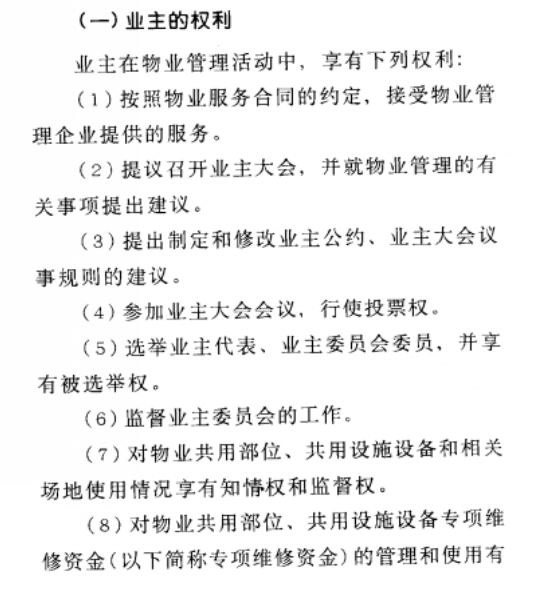 (一)业主的权利
业主在物业管理活动中，享有下列权利：
(1)按照物业服务合同的约定，接受物业管
理企业提供的服务。
(2)提议召开业主大会，并就物业管理的有
关事项提出建议。
(3)提出制定和修改业主公约、业主大会议
事规则的建议。
(4)参加业主大会会议，行使投票权。
(5)选举业主代表、业主委员会委员，并享
有被选举权。
(6)监督业主委员会的工作。
(7)对物业共用部位、共用设施设备和相关
场地使用情况享有知情权和监督权。
(8)对物业共用部位、共用设施设备专项维
修资金(以下简称专项维修资金)的管理和使用有